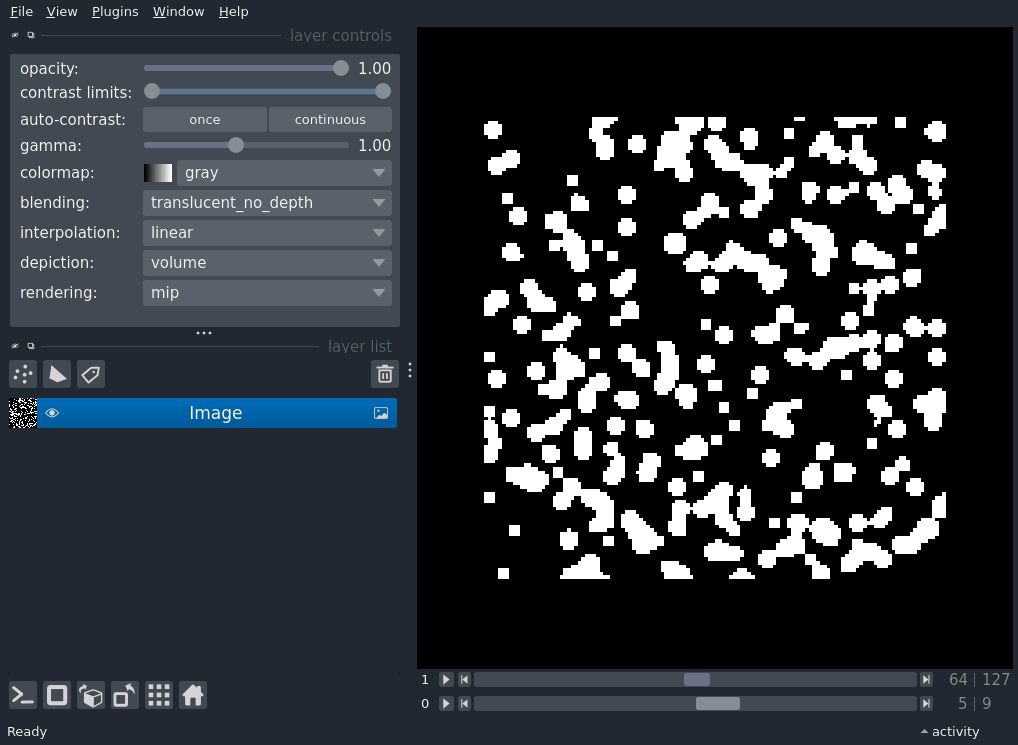 File View Plugins Window Help
layer controls
opacity: 1.00
contrast limits:
auto-contrast: once continuous
gamma: 1.00
colormap: gray
blending: translucent_no_depth
interpolation: linear
depiction: volume
rendering: mip
layer list
Image
1 64 | 127
0 5 | 9
Ready activity